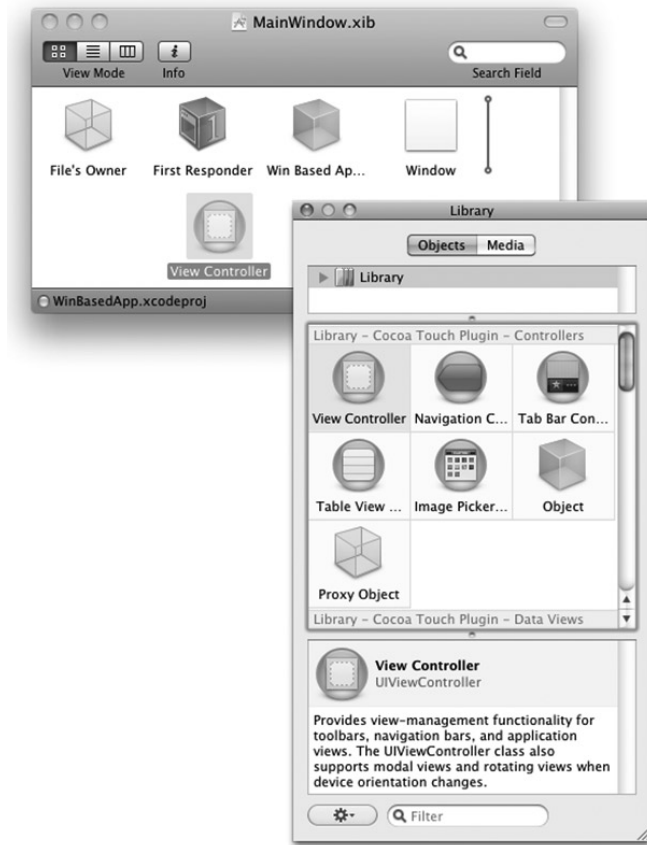 MainWindow.xib
View Mode
Info
Search Field
File's Owner
First Responder
Win Based Ap...
Window
View Controller
WinBasedApp.xcodeproj
Library
Objects
Media
Library
Library – Cocoa Touch Plugin – Controllers
View Controller
Navigation C...
Tab Bar Con...
Table View ...
Image Picker...
Object
Proxy Object
Library – Cocoa Touch Plugin – Data Views
View Controller
UIViewController
Provides view-management functionality for
toolbars, navigation bars, and application
views. The UIViewController class also
supports modal views and rotating views when
device orientation changes.
Filter